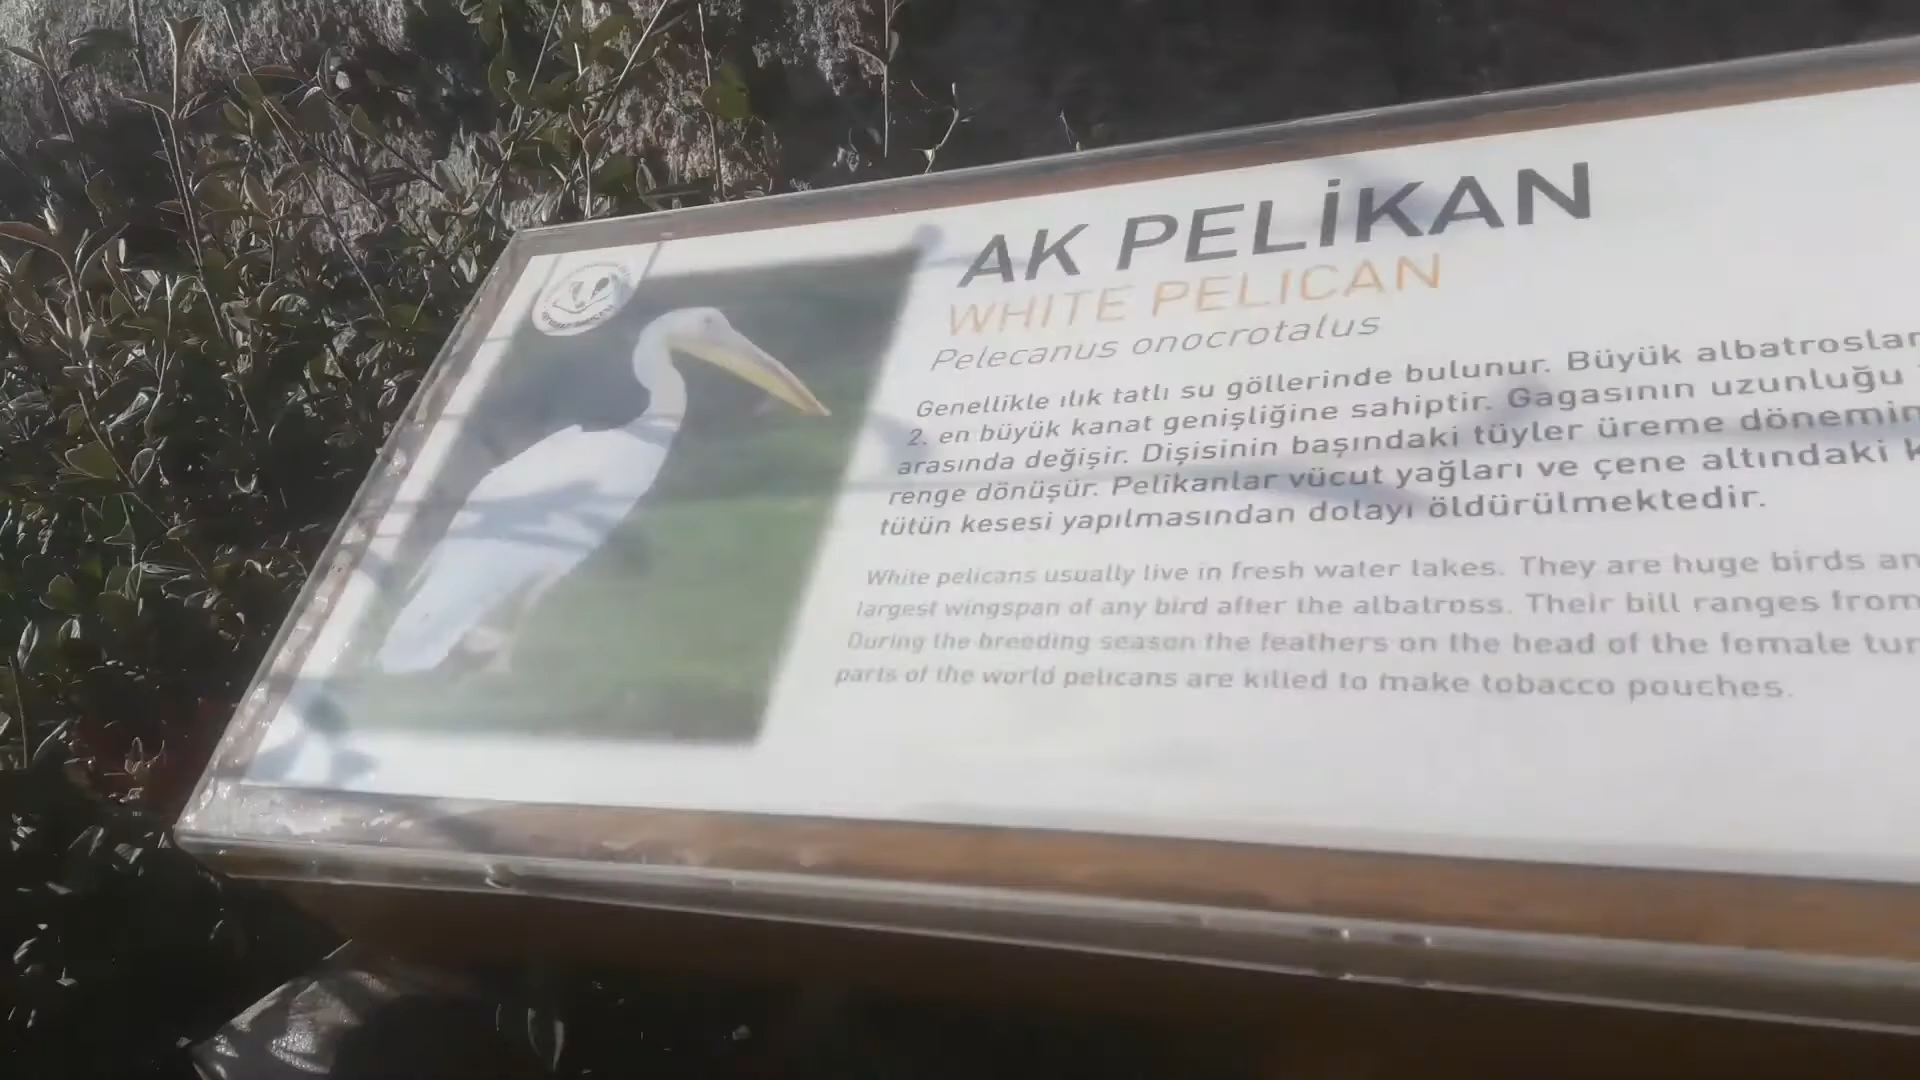 AK PELİKAN
WHITE PELICAN
Pelecanus onocrotalus
Genellikle ılık tatlı su göllerinde bulunur. Büyük albatroslar
2. en büyük kanat genişliğine sahiptir. Gagasının uzunluğu
arasında değişir. Dişisinin başındaki tüyler üreme dönemin
renge dönüşür. Pelikanlar vücut yağları ve çene altındaki
tütün kesesi yapılmasından dolayı öldürülmektedir.
White pelicans usually live in fresh water lakes. They are huge birds an
largest wingspan of any bird after the albatross. Their bill ranges from
During the breeding season the feathers on the head of the female tur
parts of the world pelicans are killed to make tobacco pouches.